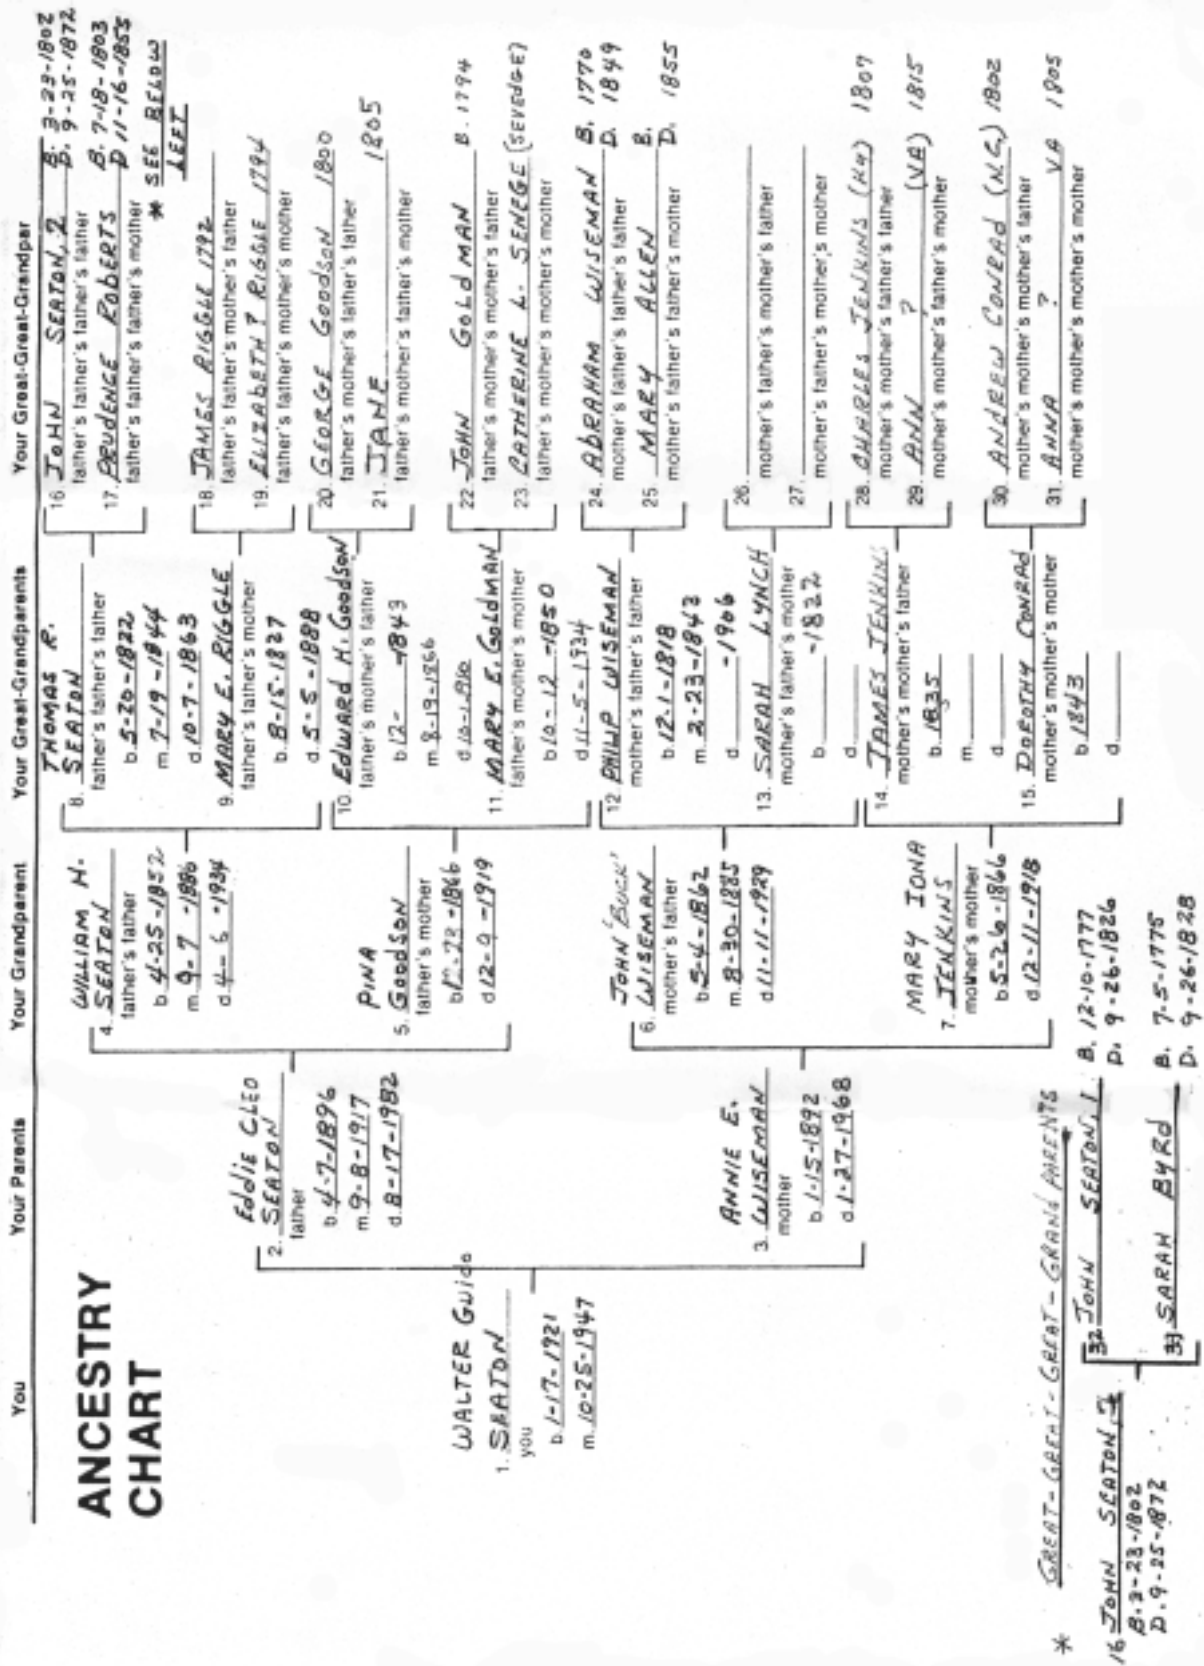 You
Your Parents
Your Grandparent
Your Great-Grandparents
Your Great-Great-Grandper
ANCESTRY
CHART
WALTER Guide
1. SEATON
you
b. 1-17-1921
m. 10-25-1947
Eddie CLEO
2. SEATON
father
b. 4-7-1896
m. 9-8-1917
d. 8-17-1982
ANNIE E.
3. WISEMAN
mother
b. 1-15-1892
d. 1-27-1968
WILLIAM H.
4. SEATON
father's father
b. 4-25-1852
m. 9-7-1886
d. 4-6-1934
PINA
5. GOODSON
father's mother
b. -1866
d. 12-9-1919
JOHN "BUCK"
6. WISEMAN
mother's father
b. 5-4-1862
m. 8-30-1885
d. 11-11-1929
MARY IONA
7. JENKINS
mother's mother
b. 5-26-1866
d. 12-11-1918
THOMAS R.
8. SEATON
father's father's father
b. 5-20-1822
m. 7-19-1844
d. 10-7-1863
9. MARY E. RIGGLE
father's father's mother
b. 8-15-1827
d. 5-5-1888
10. Edward H. Goodson
father's mother's father
b. 12- -1843
m. 8-19-1866
d.
11. MARY E. GOLDMAN
father's mother's mother
b. 10-12-1850
d. 11-5-1934
12. PHILIP WISEMAN
mother's father's father
b. 12-1-1818
m. 2-23-1843
d. -1906
13. SARAH LYNCH
mother's father's mother
b. -1822
d.
14. JAMES JENKINS
mother's mother's father
b. 1835
m.
d.
15. DOROTHY CONRAD
mother's mother's mother
b. 1843
d.
16. JOHN SEATON, 2 B. 3-23-1802
D. 9-25-1872
father's father's father's father
17. PRUDENCE ROBERTS B. 7-18-1803
D. 11-16-1855
father's father's father's mother
* SEE BELOW
LEFT
18. JAMES RIGGLE 1792
father's father's mother's father
19. ELIZABETH ? RIGGLE 1794
father's father's mother's mother
20. GEORGE GOODSON 1800
father's mother's father's father
21. JANE 1805
father's mother's father's mother
22. JOHN GOLDMAN B. 1794
father's mother's mother's father
23. CATHERINE L. SENEGE (SEVEDGE)
father's mother's mother's mother
24. ABRAHAM WISEMAN B. 1770
D. 1849
mother's father's father's father
25. MARY ALLEN B.
D. 1855
mother's father's father's mother
26.
mother's father's mother's father
27.
mother's father's mother's mother
28. CHARLES JENKINS (KY) 1807
mother's mother's father's father
29. ANN ? (VA) 1815
mother's mother's father's mother
30. ANDREW CONRAD (N.C.) 1802
mother's mother's mother's father
31. ANNA ? VA 1805
mother's mother's mother's mother
* GREAT-GREAT-GREAT-GRAND PARENTS
16 JOHN SEATON, 2
B. 3-23-1802
D. 9-25-1872
32 JOHN SEATON, 1 B. 12-10-1777
D. 9-26-1826
33 SARAH BYRD B. 7-5-1775
D. 9-26-1828